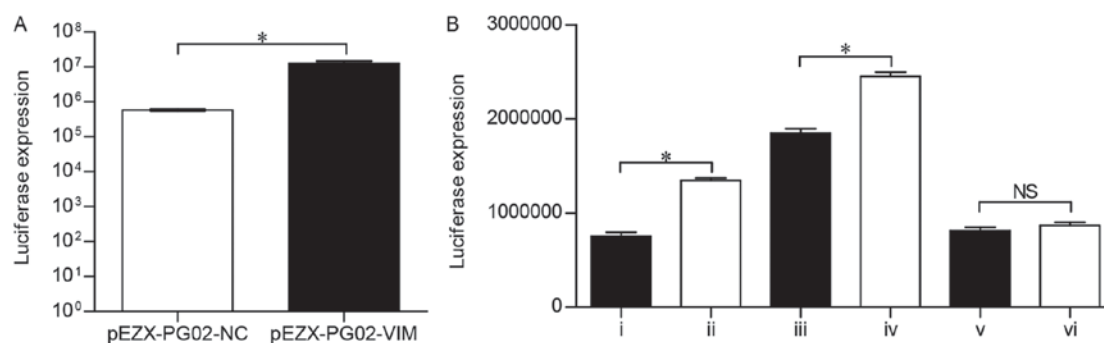 A
Luciferase expression
10⁸
10⁷
10⁶
10⁵
10⁴
10³
10²
10¹
10⁰
*
pEZX-PG02-NC pEZX-PG02-VIM
B
Luciferase expression
3000000
2000000
1000000
0
*
*
NS
i ii iii iv v vi